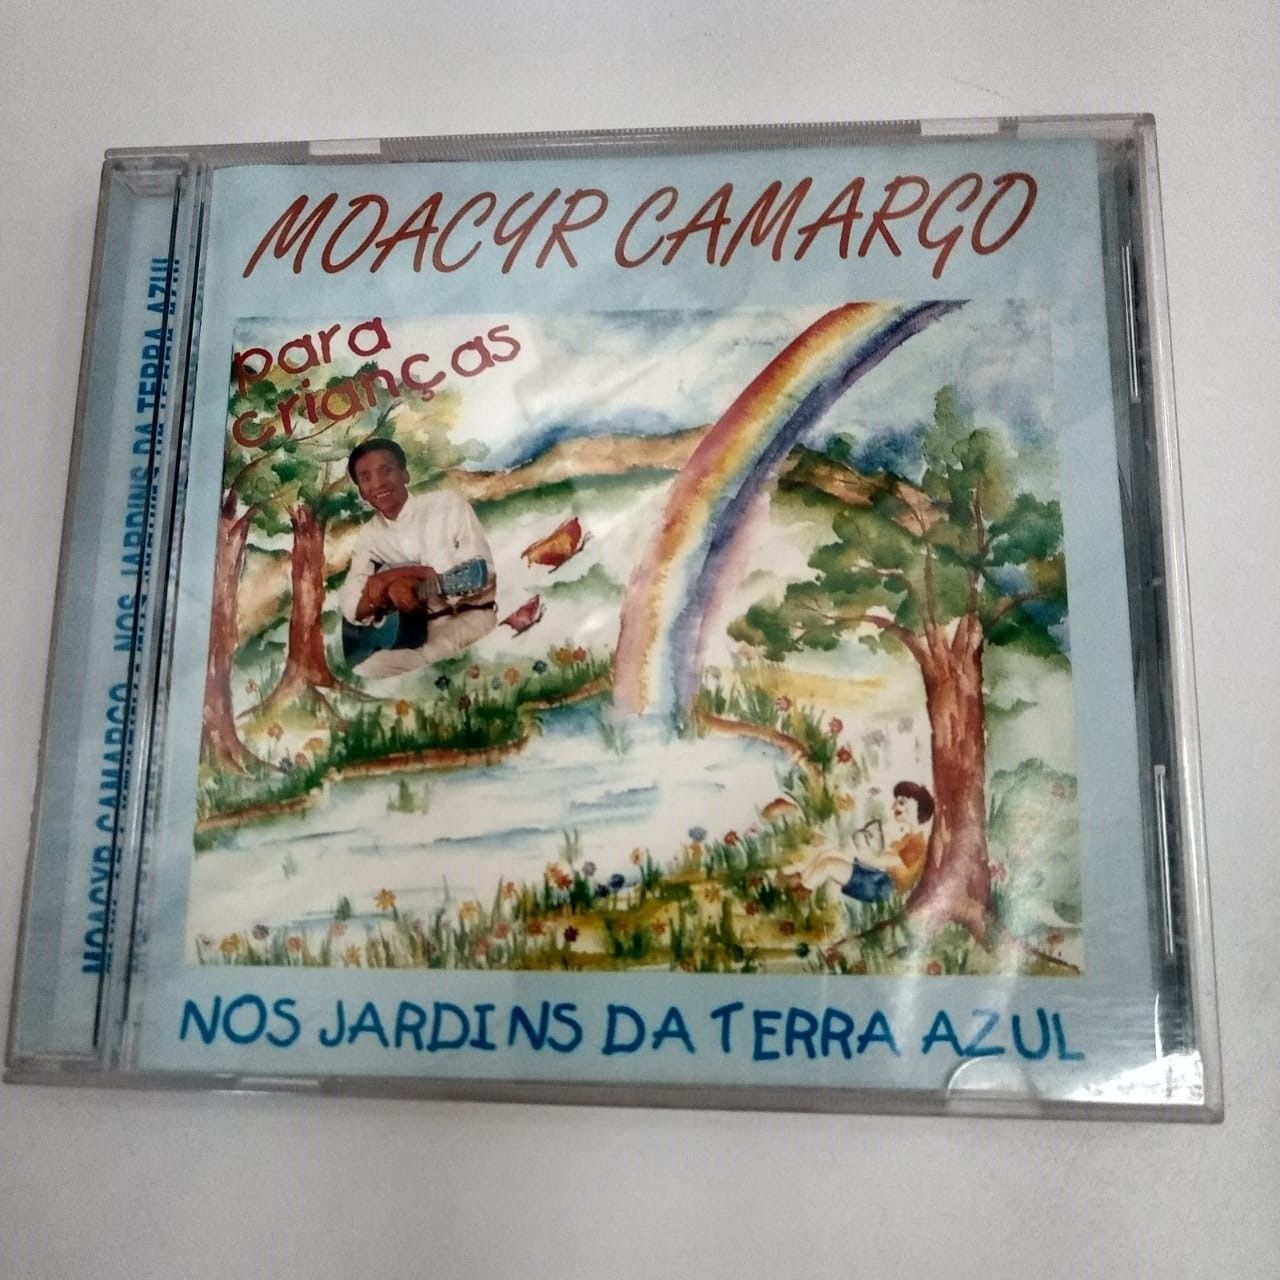 MOACYR CAMARGO
para
crianças
NOS JARDINS DA TERRA AZUL
MOACYR CAMARGO - NOS JARDINS DA TERRA AZUL